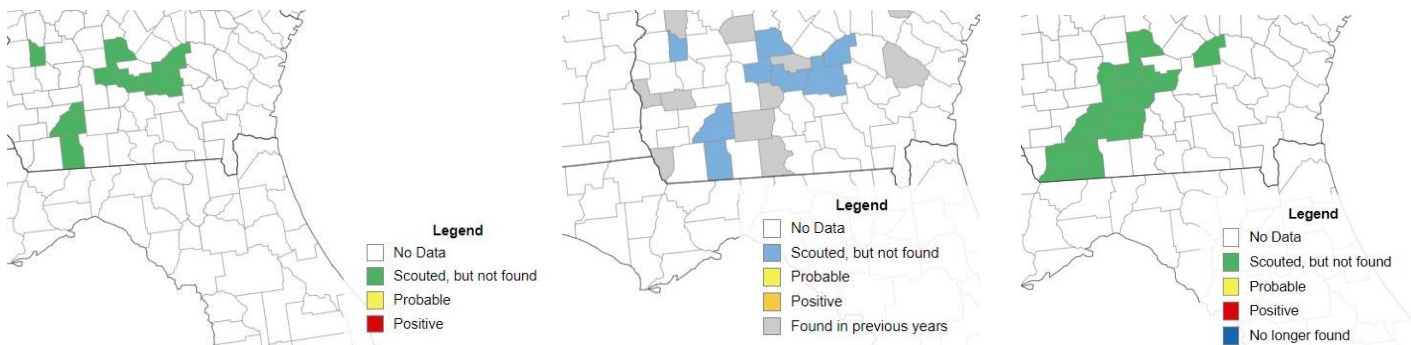 Legend
No Data
Scouted, but not found
Probable
Positive
Legend
No Data
Scouted, but not found
Probable
Positive
Found in previous years
Legend
No Data
Scouted, but not found
Probable
Positive
No longer found